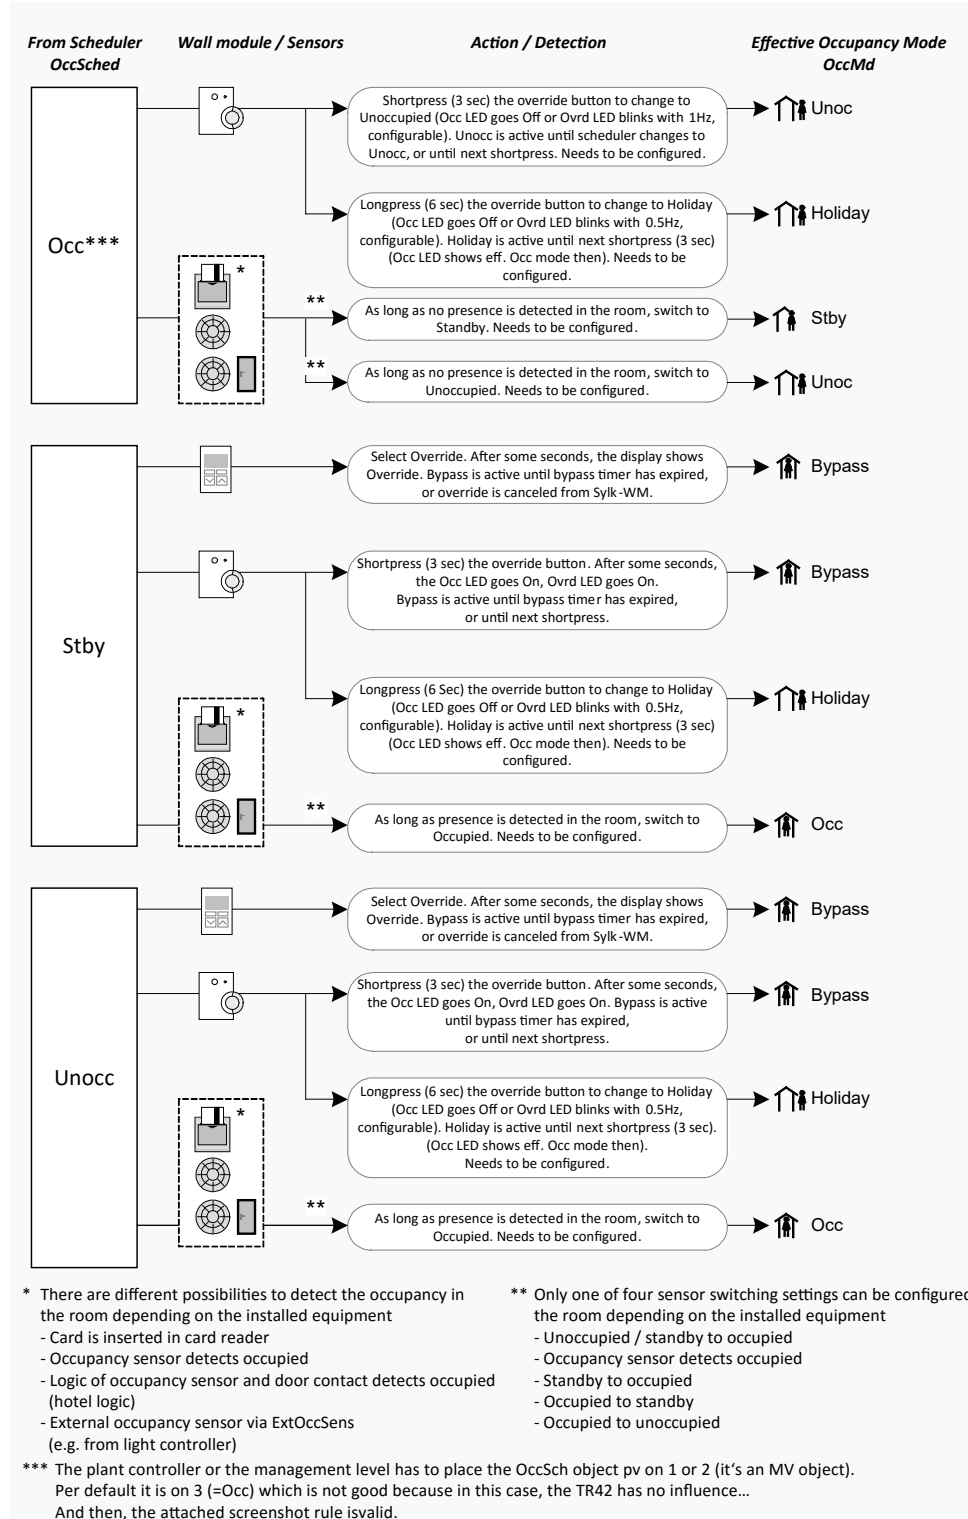 From Scheduler
OccSched
Wall module / Sensors
Action / Detection
Effective Occupancy Mode
OccMd
Occ***
Shortpress (3 sec) the override button to change to
Unoccupied (Occ LED goes Off or Ovrd LED blinks with 1Hz,
configurable). Unocc is active until scheduler changes to
Unocc, or until next shortpress. Needs to be configured.
Unoc
Longpress (6 sec) the override button to change to Holiday
(Occ LED goes Off or Ovrd LED blinks with 0.5Hz,
configurable). Holiday is active until next shortpress (3 sec)
(Occ LED shows eff. Occ mode then). Needs to be
configured.
Holiday
*
**
As long as no presence is detected in the room, switch to
Standby. Needs to be configured.
Stby
**
As long as no presence is detected in the room, switch to
Unoccupied. Needs to be configured.
Unoc
Stby
Select Override. After some seconds, the display shows
Override. Bypass is active until bypass timer has expired,
or override is canceled from Sylk-WM.
Bypass
Shortpress (3 sec) the override button. After some seconds,
the Occ LED goes On, Ovrd LED goes On.
Bypass is active until bypass timer has expired,
or until next shortpress.
Bypass
Longpress (6 Sec) the override button to change to Holiday
(Occ LED goes Off or Ovrd LED blinks with 0.5Hz,
configurable). Holiday is active until next shortpress (3 sec)
(Occ LED shows eff. Occ mode then). Needs to be
configured.
Holiday
*
**
As long as presence is detected in the room, switch to
Occupied. Needs to be configured.
Occ
Unocc
Select Override. After some seconds, the display shows
Override. Bypass is active until bypass timer has expired,
or override is canceled from Sylk-WM.
Bypass
Shortpress (3 sec) the override button. After some seconds,
the Occ LED goes On, Ovrd LED goes On. Bypass is active
until bypass timer has expired,
or until next shortpress.
Bypass
Longpress (6 sec) the override button to change to Holiday
(Occ LED goes Off or Ovrd LED blinks with 0.5Hz,
configurable). Holiday is active until next shortpress (3 sec).
(Occ LED shows eff. Occ mode then).
Needs to be configured.
Holiday
*
**
As long as presence is detected in the room, switch to
Occupied. Needs to be configured.
Occ
* There are different possibilities to detect the occupancy in
the room depending on the installed equipment
- Card is inserted in card reader
- Occupancy sensor detects occupied
- Logic of occupancy sensor and door contact detects occupied
(hotel logic)
- External occupancy sensor via ExtOccSens
(e.g. from light controller)
** Only one of four sensor switching settings can be configured
the room depending on the installed equipment
- Unoccupied / standby to occupied
- Occupancy sensor detects occupied
- Standby to occupied
- Occupied to standby
- Occupied to unoccupied
*** The plant controller or the management level has to place the OccSch object pv on 1 or 2 (it's an MV object).
Per default it is on 3 (=Occ) which is not good because in this case, the TR42 has no influence...
And then, the attached screenshot rule isvalid.